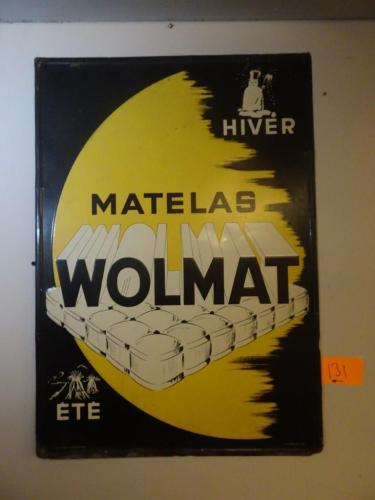 HIVER
MATELAS
WOLMAT
ÉTÉ
131